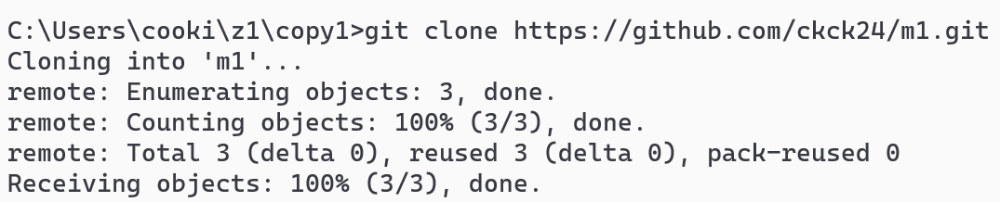 C:\Users\cooki\z1\copy1>git clone https://github.com/ckck24/m1.git
Cloning into 'm1'...
remote: Enumerating objects: 3, done.
remote: Counting objects: 100% (3/3), done.
remote: Total 3 (delta 0), reused 3 (delta 0), pack-reused 0
Receiving objects: 100% (3/3), done.